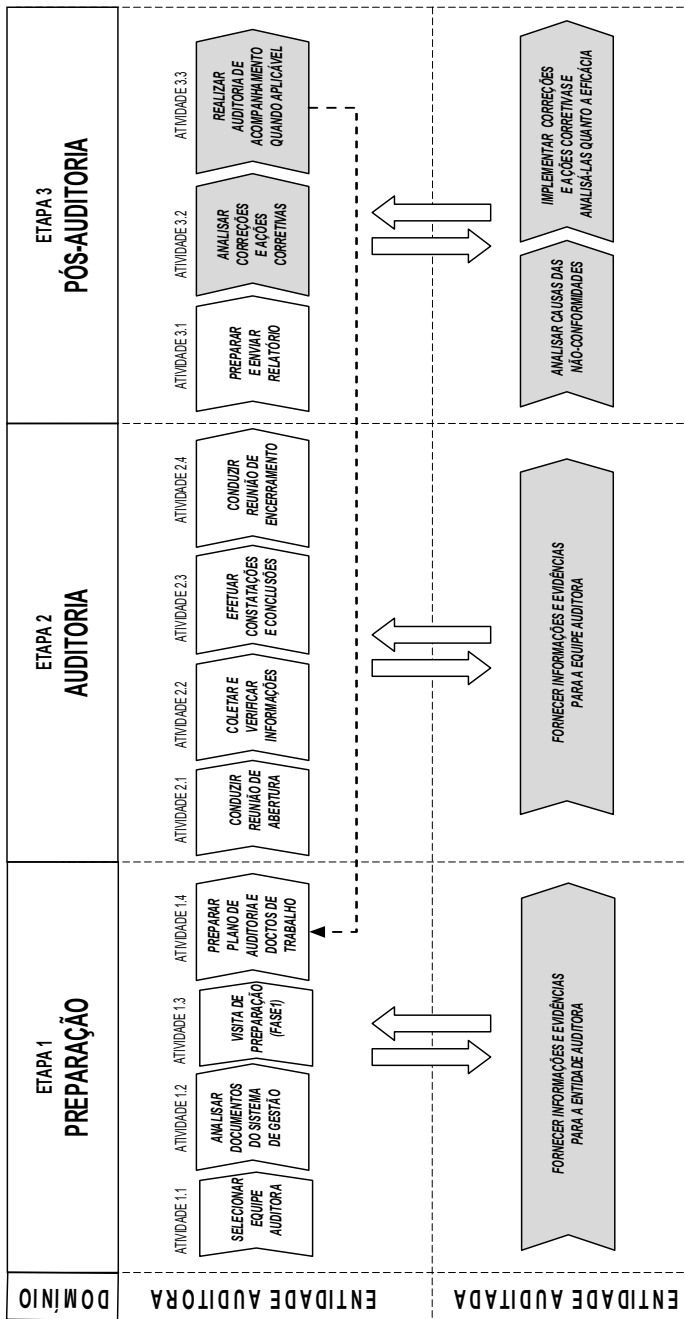 DOMÍNIO
ETAPA 1
PREPARAÇÃO
ETAPA 2
AUDITORIA
ETAPA 3
PÓS-AUDITORIA
ENTIDADE AUDITORA
ATIVIDADE 1.1
SELECIONAR
EQUIPE
AUDITORA
ATIVIDADE 1.2
ANALISAR
DOCUMENTOS
DO SISTEMA
DE GESTÃO
ATIVIDADE 1.3
VISITA DE
PREPARAÇÃO
(FASE1)
ATIVIDADE 1.4
PREPARAR
PLANO DE
AUDITORIA E
DOCTOS DE
TRABALHO
ATIVIDADE 2.1
CONDUZIR
REUNIÃO DE
ABERTURA
ATIVIDADE 2.2
COLETAR E
VERIFICAR
INFORMAÇÕES
ATIVIDADE 2.3
EFETUAR
CONSTATAÇÕES
E CONCLUSÕES
ATIVIDADE 2.4
CONDUZIR
REUNIÃO DE
ENCERRAMENTO
ATIVIDADE 3.1
PREPARAR
E ENVIAR
RELATÓRIO
ATIVIDADE 3.2
ANALISAR
CORREÇÕES
E AÇÕES
CORRETIVAS
ATIVIDADE 3.3
REALIZAR
AUDITORIA DE
ACOMPANHAMENTO
QUANDO APLICÁVEL
ENTIDADE AUDITADA
FORNECER INFORMAÇÕES E EVIDÊNCIAS
PARA A ENTIDADE AUDITORA
FORNECER INFORMAÇÕES E EVIDÊNCIAS
PARA A EQUIPE AUDITORA
ANALISAR CAUSAS DAS
NÃO-CONFORMIDADES
IMPLEMENTAR CORREÇÕES
E AÇÕES CORRETIVAS E
ANALISÁ-LAS QUANTO A EFICÁCIA